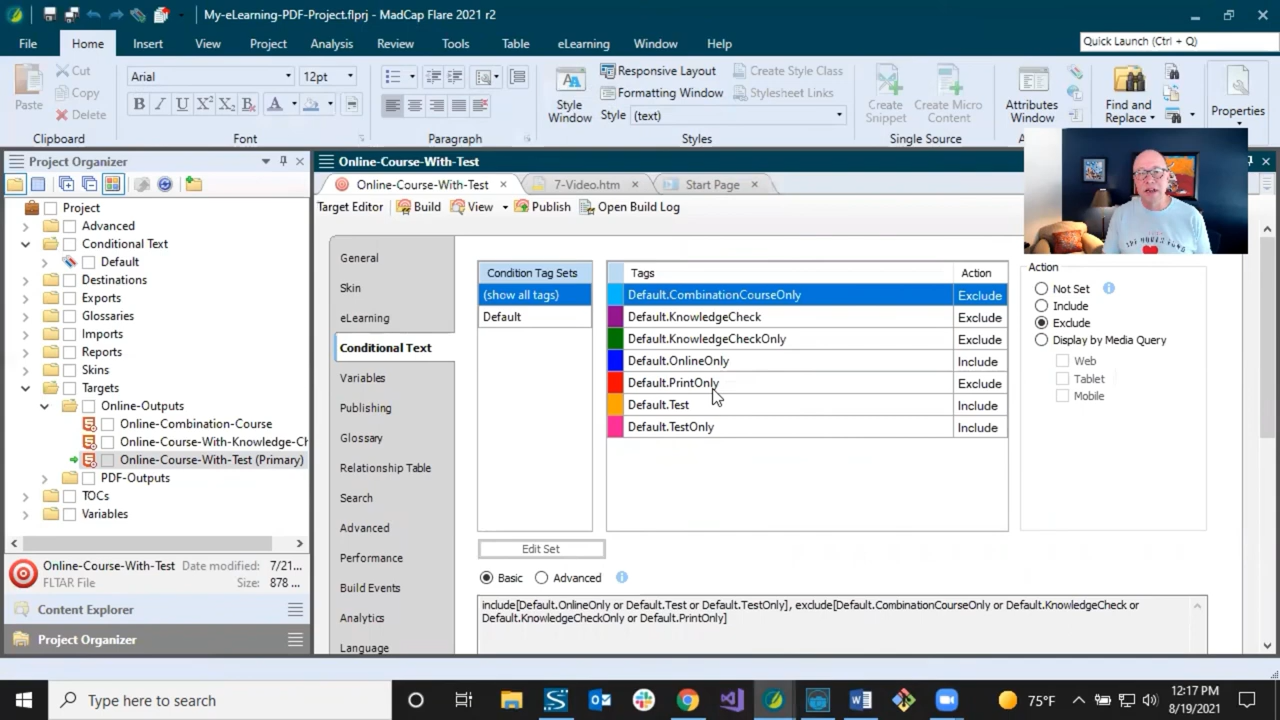 My-eLearning-PDF-Project.flprj - MadCap Flare 2021 r2
File Home Insert View Project Analysis Review Tools Table eLearning Window Help
Quick Launch (Ctrl + Q)
Paste
Cut
Copy
Delete
Clipboard
Arial 12pt
B I U X² X₂ B
Font
Paragraph
Style Window
Responsive Layout
Formatting Window
Style (text)
Create Style Class
Stylesheet Links
Styles
Create Snippet
Create Micro Content
Single Source
Attributes Window
Find and Replace
Properties
Project Organizer
Project
Advanced
Conditional Text
Default
Destinations
Exports
Glossaries
Imports
Reports
Skins
Targets
Online-Outputs
Online-Combination-Course
Online-Course-With-Knowledge-Ch
Online-Course-With-Test (Primary)
PDF-Outputs
TOCs
Variables
Online-Course-With-Test Date modified: 7/21...
FLTAR File Size: 878 ...
Content Explorer
Project Organizer
Online-Course-With-Test
Online-Course-With-Test 7-Video.htm Start Page
Target Editor Build View Publish Open Build Log
General
Skin
eLearning
Conditional Text
Variables
Publishing
Glossary
Relationship Table
Search
Advanced
Performance
Build Events
Analytics
Language
Condition Tag Sets
(show all tags)
Default
Tags Action
Default.CombinationCourseOnly Exclude
Default.KnowledgeCheck Exclude
Default.KnowledgeCheckOnly Exclude
Default.OnlineOnly Include
Default.PrintOnly Exclude
Default.Test Include
Default.TestOnly Include
Action
Not Set
Include
Exclude
Display by Media Query
Web
Tablet
Mobile
Edit Set
Basic Advanced
include[Default.OnlineOnly or Default.Test or Default.TestOnly], exclude[Default.CombinationCourseOnly or Default.KnowledgeCheck or
Default.KnowledgeCheckOnly or Default.PrintOnly]
Type here to search
75°F
12:17 PM
8/19/2021